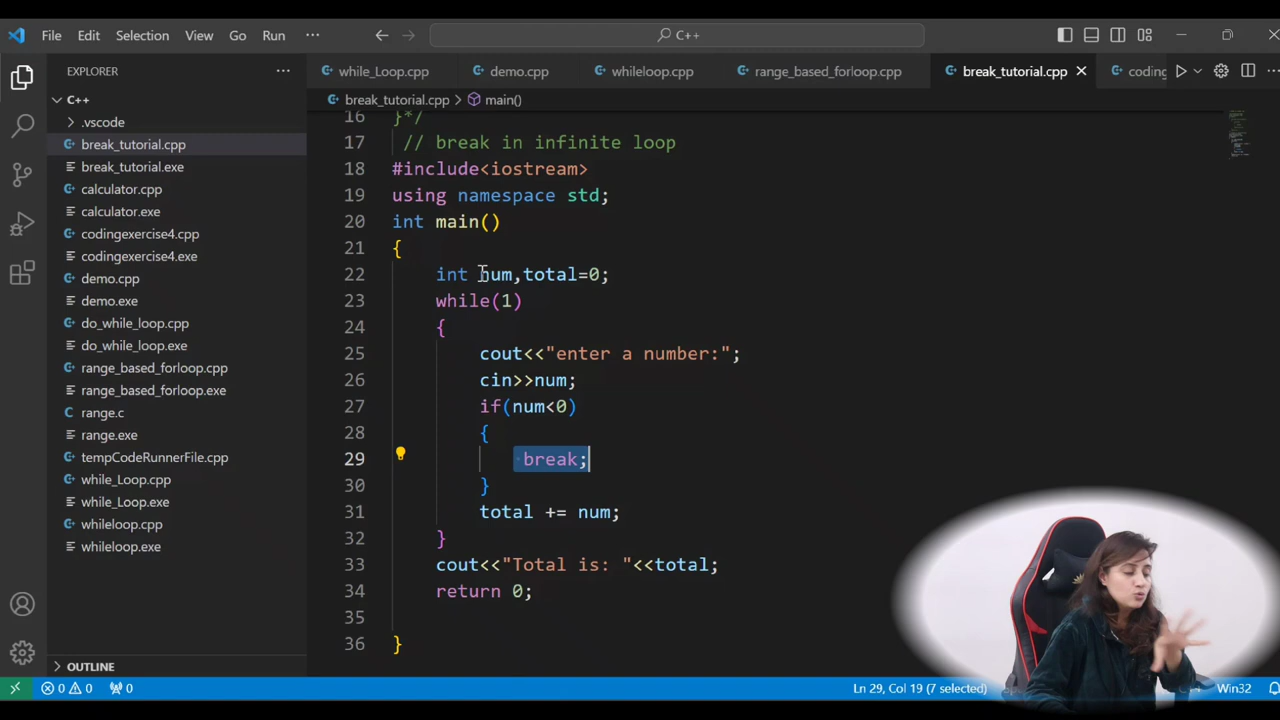 File Edit Selection View Go Run ... C++
EXPLORER ...
while_Loop.cpp demo.cpp whileloop.cpp range_based_forloop.cpp break_tutorial.cpp coding
C++
break_tutorial.cpp > main()
.vscode
break_tutorial.cpp
break_tutorial.exe
calculator.cpp
calculator.exe
codingexercise4.cpp
codingexercise4.exe
demo.cpp
demo.exe
do_while_loop.cpp
do_while_loop.exe
range_based_forloop.cpp
range_based_forloop.exe
range.c
range.exe
tempCodeRunnerFile.cpp
while_Loop.cpp
while_Loop.exe
whileloop.cpp
whileloop.exe
OUTLINE
16 }*/
17 // break in infinite loop
18 #include<iostream>
19 using namespace std;
20 int main()
21 {
22 int num,total=0;
23 while(1)
24 {
25 cout<<"enter a number:";
26 cin>>num;
27 if(num<0)
28 {
29 break;
30 }
31 total += num;
32 }
33 cout<<"Total is: "<<total;
34 return 0;
35
36 }
0 0 0 Ln 29, Col 19 (7 selected) Win32